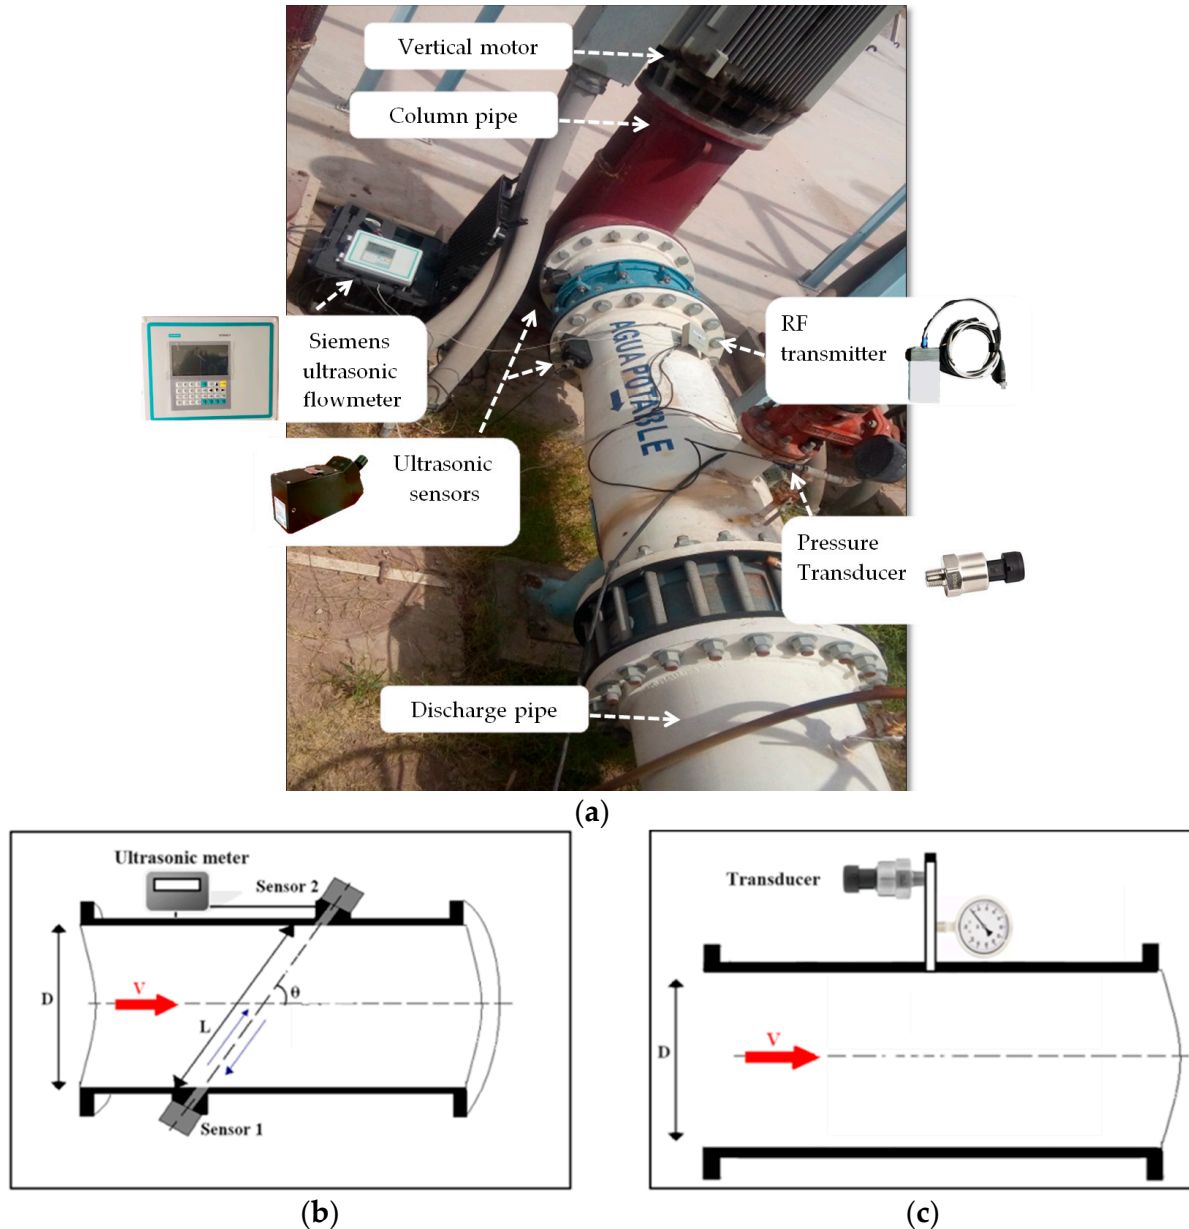 Vertical motor
Column pipe
AGUA POTABLE
RF
transmitter
Siemens
ultrasonic
flowmeter
Ultrasonic
sensors
Pressure
Transducer
Discharge pipe
(a)
Ultrasonic meter
Sensor 2
D
V
θ
L
Sensor 1
(b)
Transducer
D
V
(c)